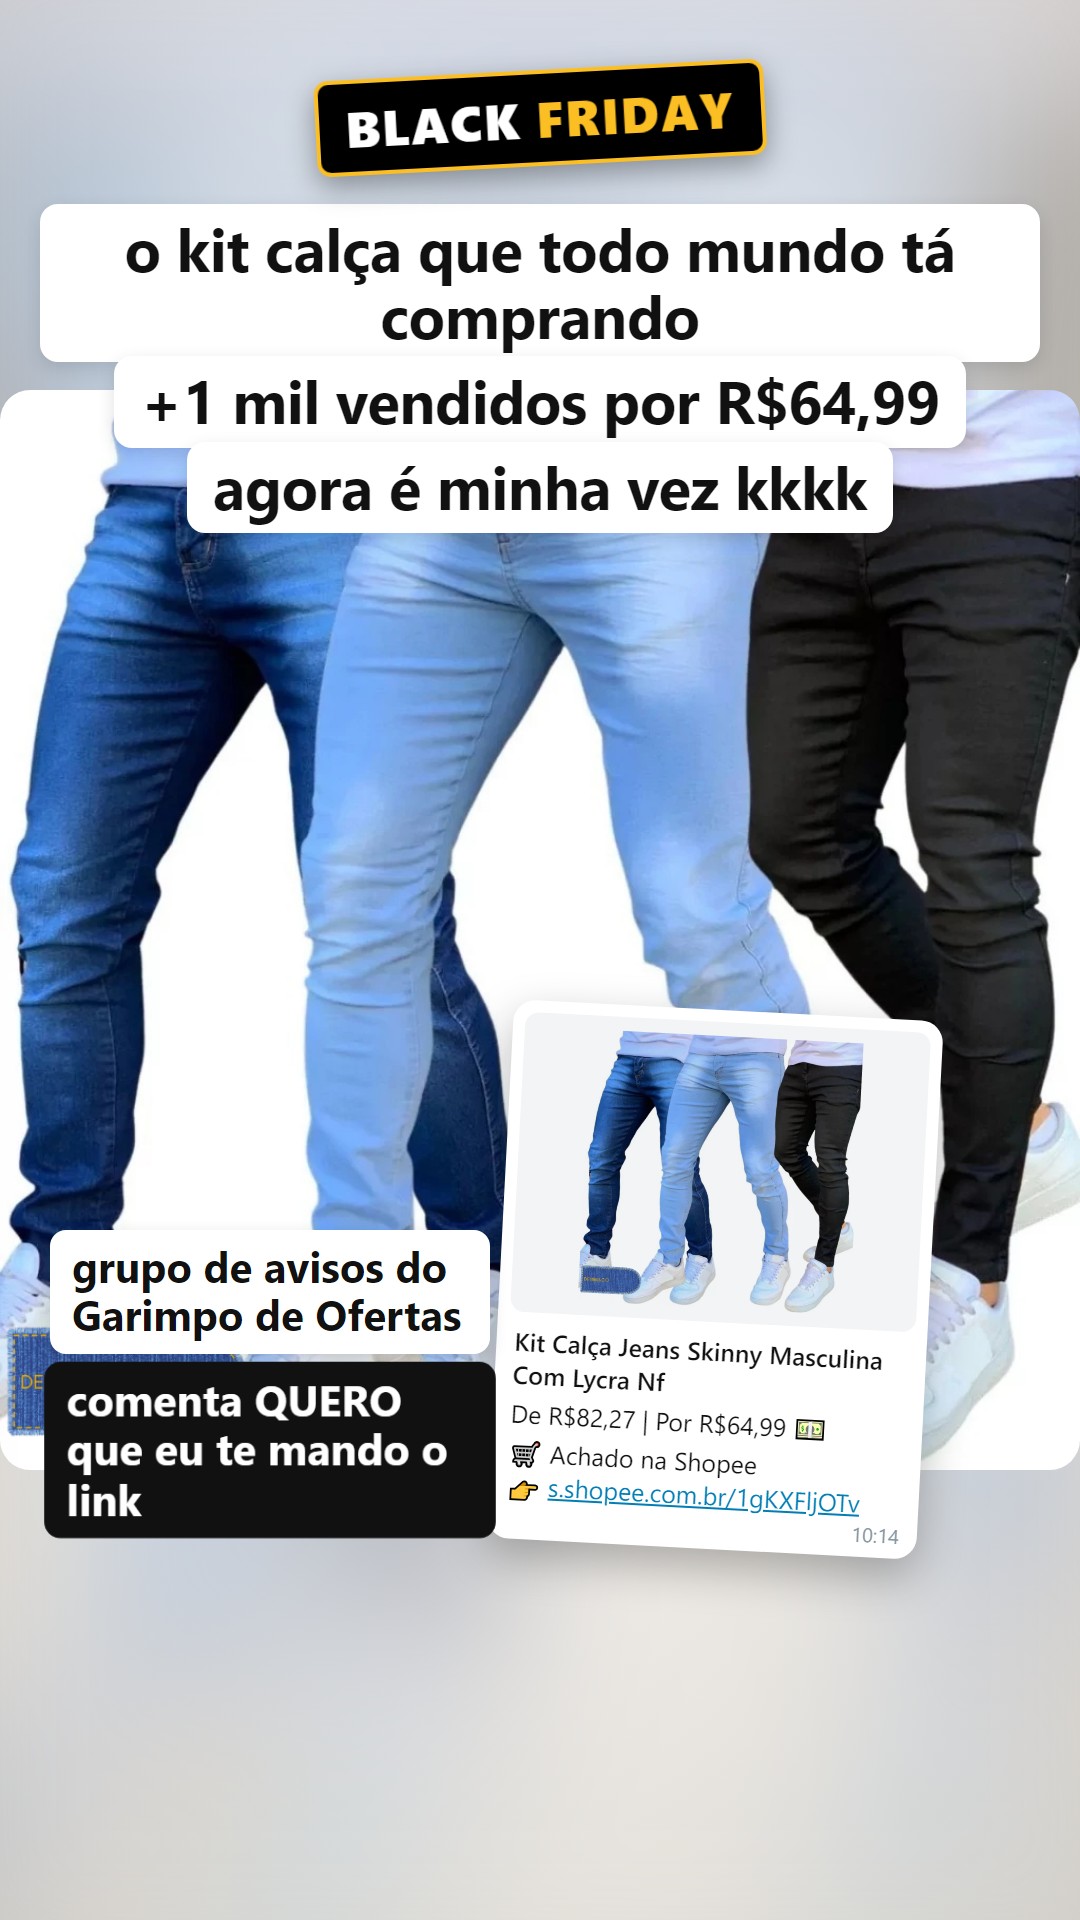 BLACK FRIDAY
o kit calça que todo mundo tá
comprando
+1 mil vendidos por R$64,99
agora é minha vez kkkk
grupo de avisos do
Garimpo de Ofertas
comenta QUERO
que eu te mando o
link
Kit Calça Jeans Skinny Masculina
Com Lycra Nf
De R$82,27 | Por R$64,99 💵
🛒 Achado na Shopee
👉 s.shopee.com.br/1gKXFljOTv
10:14